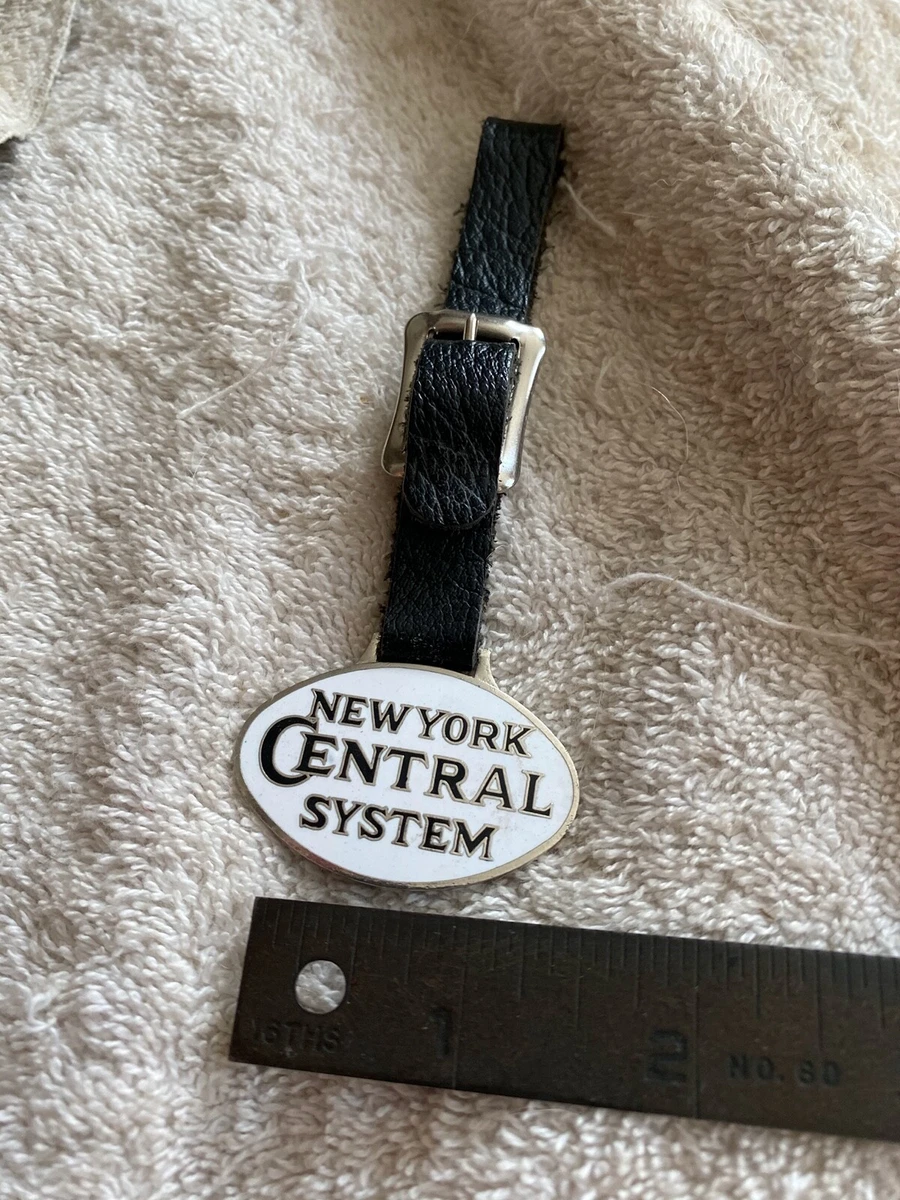 NEW YORK
CENTRAL
SYSTEM
1 2
16THS NO. 80